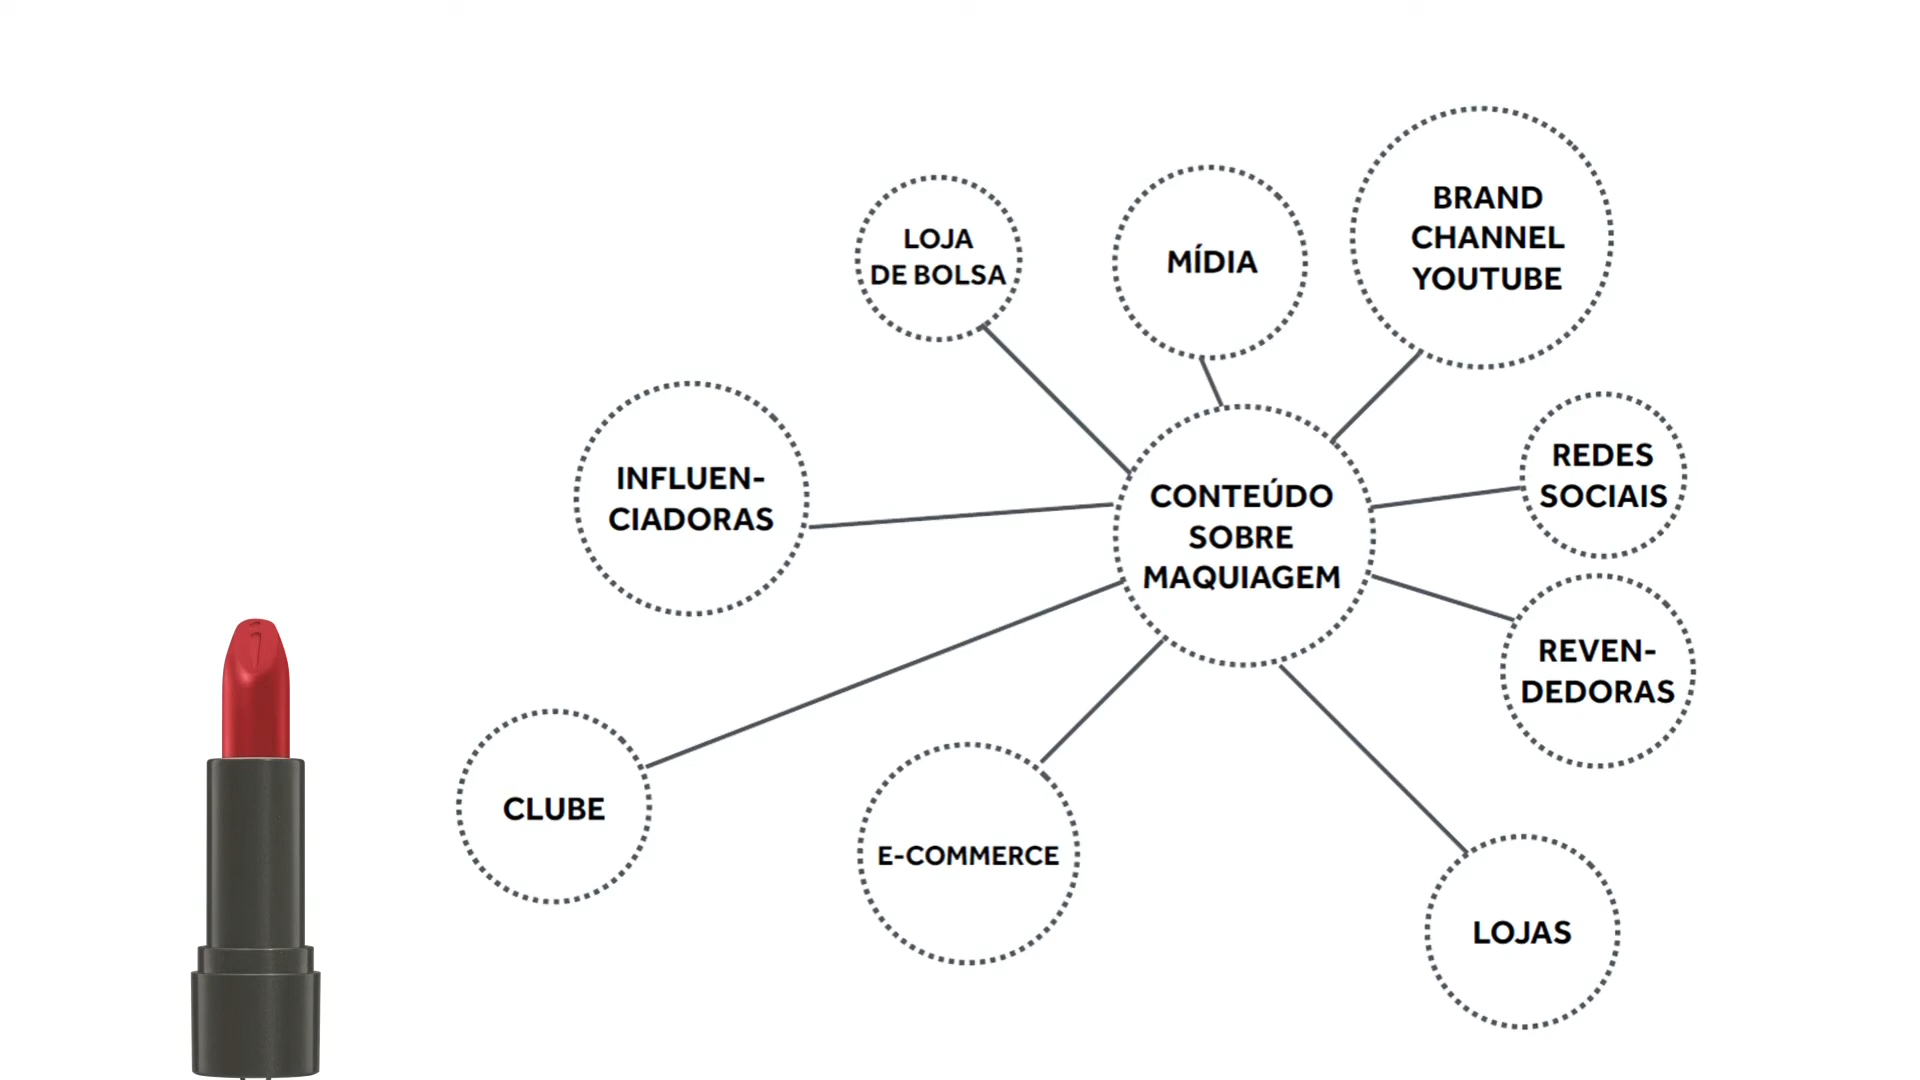 LOJA
DE BOLSA
MÍDIA
BRAND
CHANNEL
YOUTUBE
INFLUEN-
CIADORAS
CONTEÚDO
SOBRE
MAQUIAGEM
REDES
SOCIAIS
REVEN-
DEDORAS
CLUBE
E-COMMERCE
LOJAS